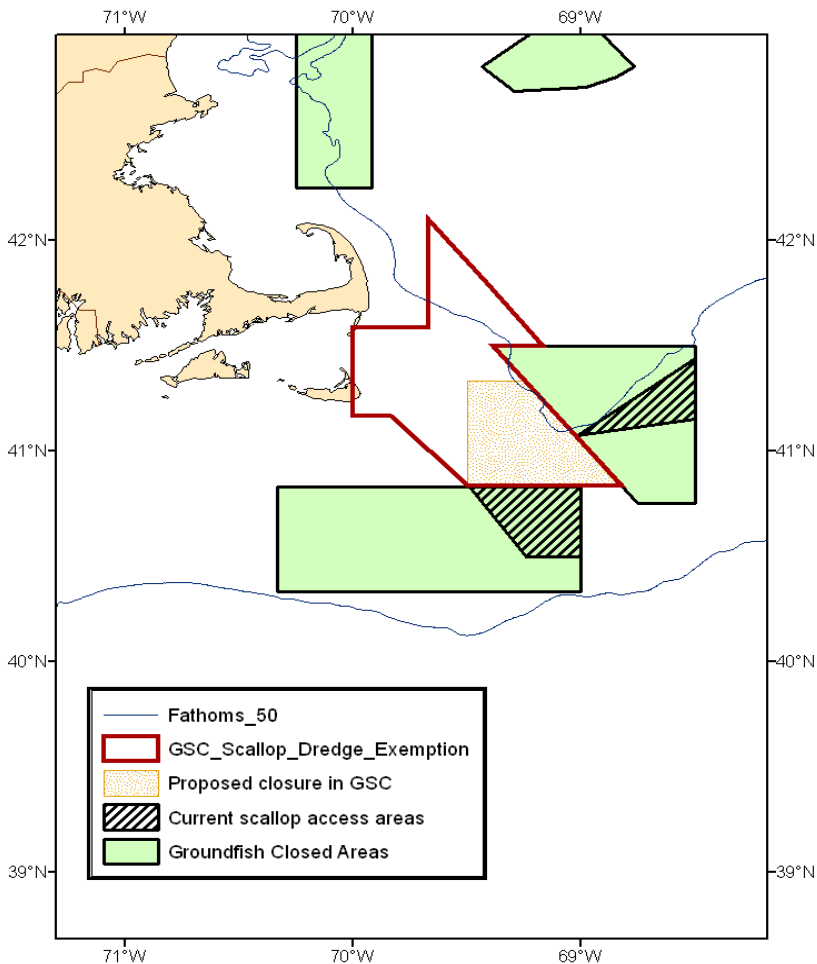 71°W 70°W 69°W
42°N 42°N
41°N 41°N
40°N 40°N
39°N 39°N
Fathoms_50
GSC_Scallop_Dredge_Exemption
Proposed closure in GSC
Current scallop access areas
Groundfish Closed Areas
71°W 70°W 69°W